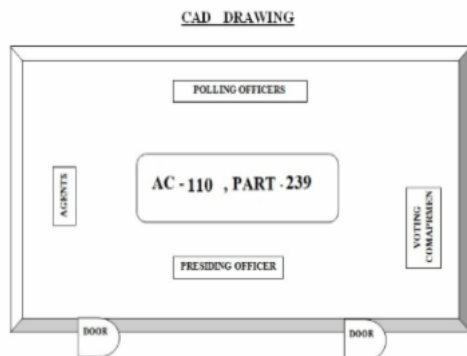 CAD DRAWING
POLLING OFFICERS
AC - 110 , PART - 239
AGENTS
VOTING
COMAPRMEN
PRESIDING OFFICER
DOOR
DOOR